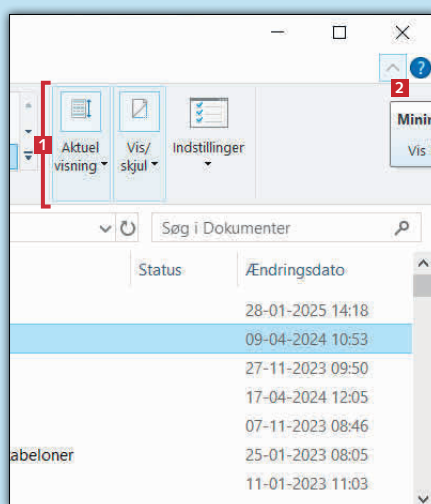 ?
2
1
Minir
Vis
Aktuel
visning
Vis/
skjul
Indstillinger
Søg i Dokumenter
Status
Ændringsdato
28-01-2025 14:18
09-04-2024 10:53
27-11-2023 09:50
17-04-2024 12:05
07-11-2023 08:46
abeloner
25-01-2023 08:05
11-01-2023 11:03